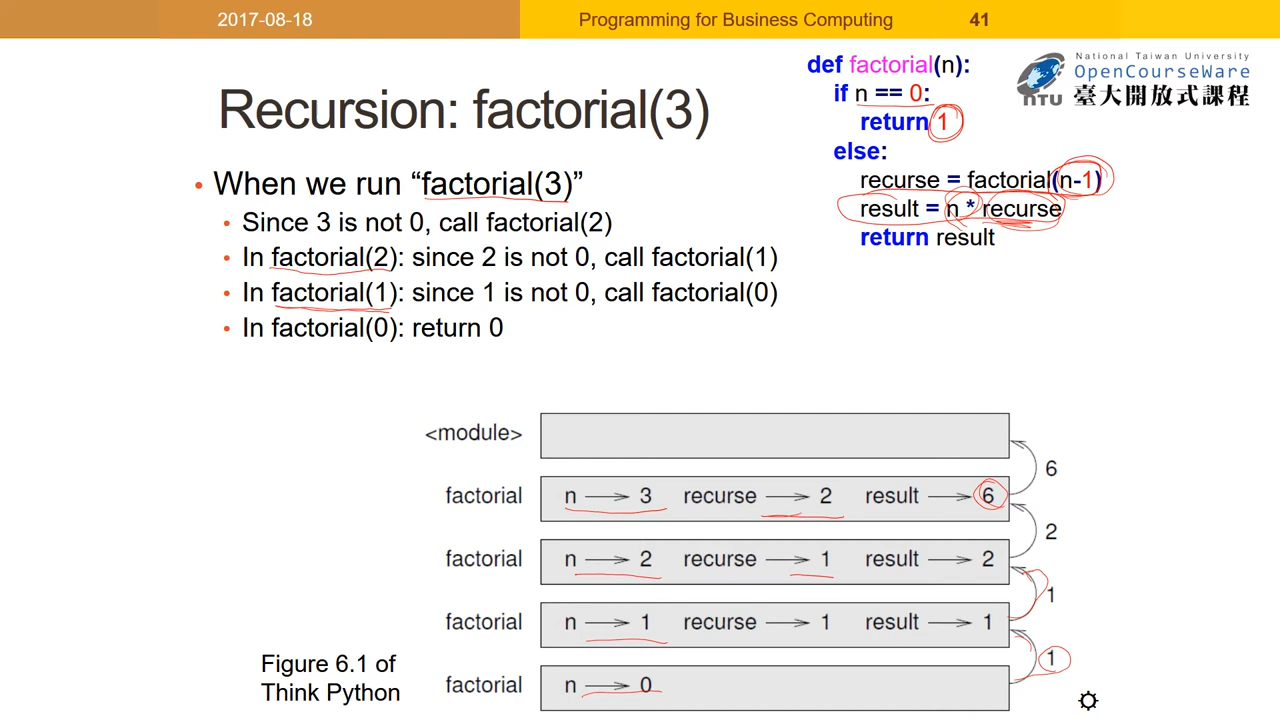 2017-08-18
Programming for Business Computing
41
National Taiwan University
OpenCourseWare
臺大開放式課程
NTU
def factorial(n):
if n == 0:
return 1
else:
recurse = factorial(n-1)
result = n * recurse
return result
Recursion: factorial(3)
• When we run “factorial(3)”
• Since 3 is not 0, call factorial(2)
• In factorial(2): since 2 is not 0, call factorial(1)
• In factorial(1): since 1 is not 0, call factorial(0)
• In factorial(0): return 0
<module>
6
factorial n 3 recurse 2 result 6
2
factorial n 2 recurse 1 result 2
1
factorial n 1 recurse 1 result 1
1
factorial n 0
Figure 6.1 of
Think Python